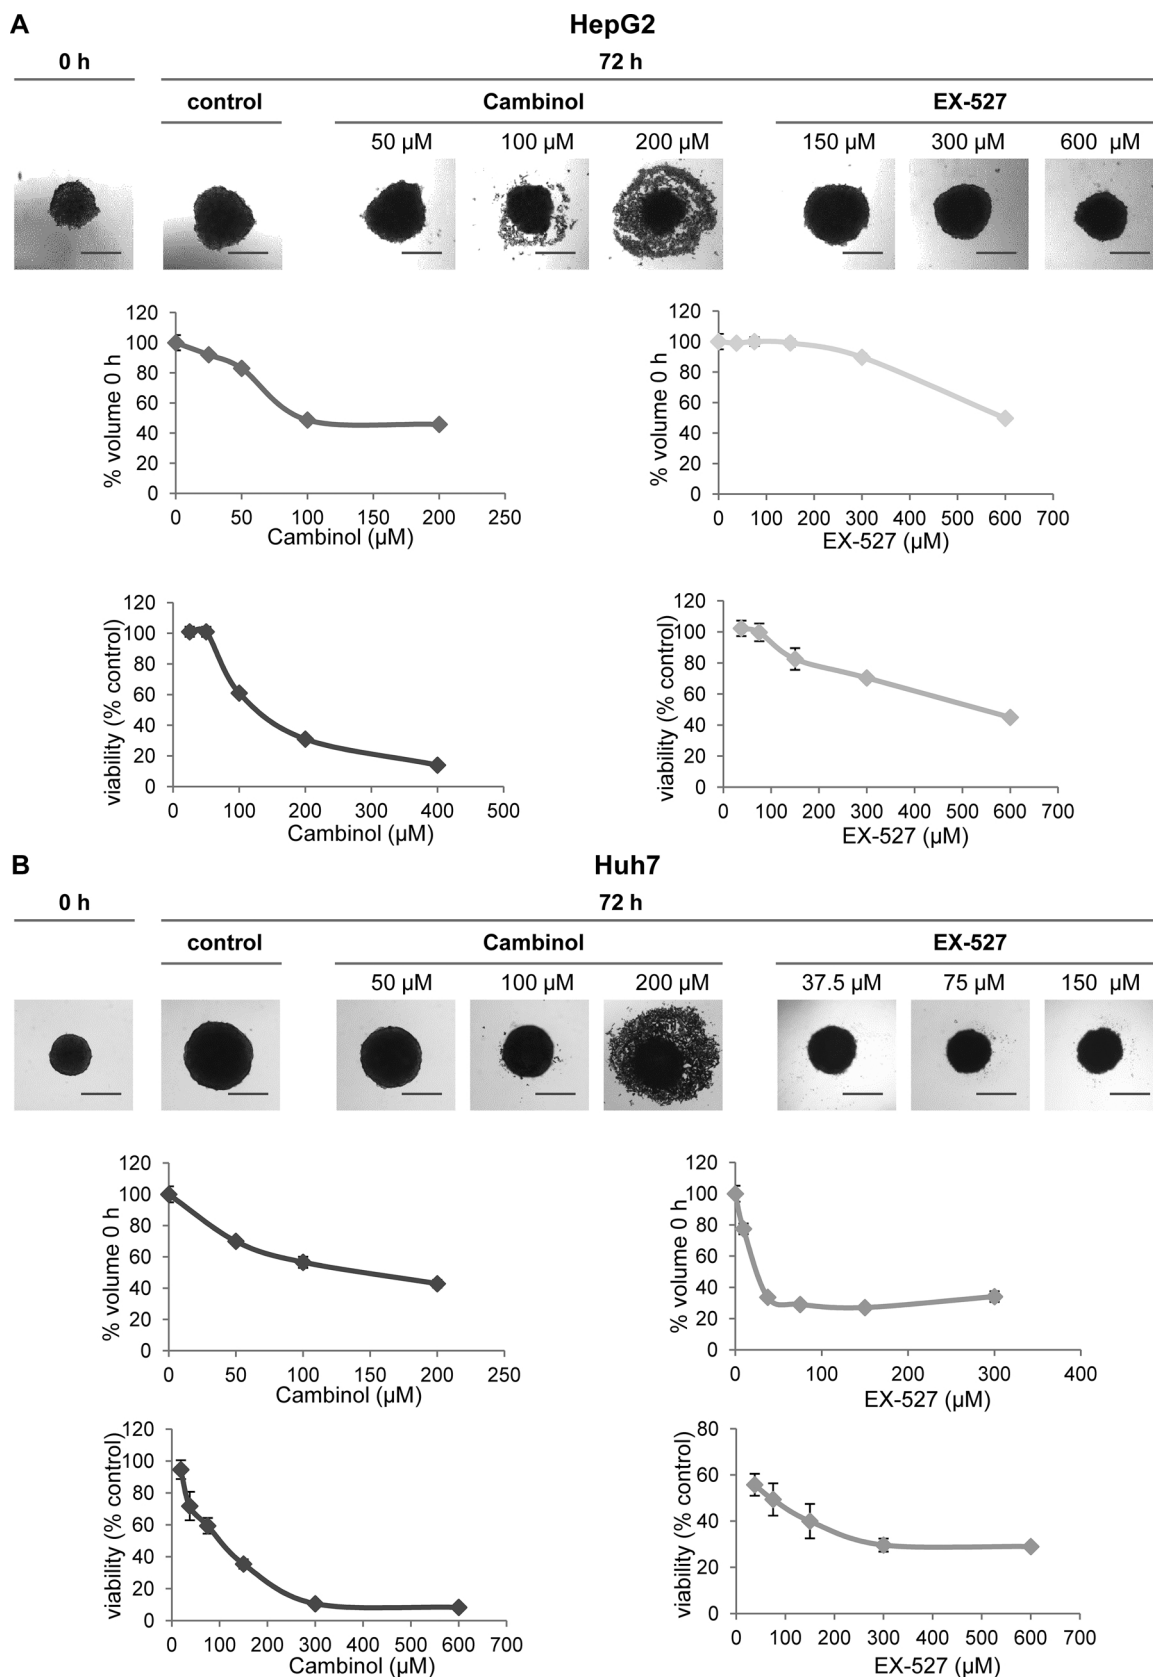 A
HepG2
0 h
72 h
control
Cambinol
EX-527
50 µM
100 µM
200 µM
150 µM
300 µM
600 µM
120
100
80
60
40
20
0
% volume 0 h
0 50 100 150 200 250
Cambinol (µM)
120
100
80
60
40
20
0
% volume 0 h
0 100 200 300 400 500 600 700
EX-527 (µM)
120
100
80
60
40
20
0
viability (% control)
0 100 200 300 400 500
Cambinol (µM)
120
100
80
60
40
20
0
viability (% control)
0 100 200 300 400 500 600 700
EX-527 (µM)
B
Huh7
0 h
72 h
control
Cambinol
EX-527
50 µM
100 µM
200 µM
37.5 µM
75 µM
150 µM
120
100
80
60
40
20
0
% volume 0 h
0 50 100 150 200 250
Cambinol (µM)
120
100
80
60
40
20
0
% volume 0 h
0 100 200 300 400
EX-527 (µM)
120
100
80
60
40
20
0
viability (% control)
0 100 200 300 400 500 600 700
Cambinol (µM)
80
60
40
20
0
viability (% control)
0 100 200 300 400 500 600 700
EX-527 (µM)